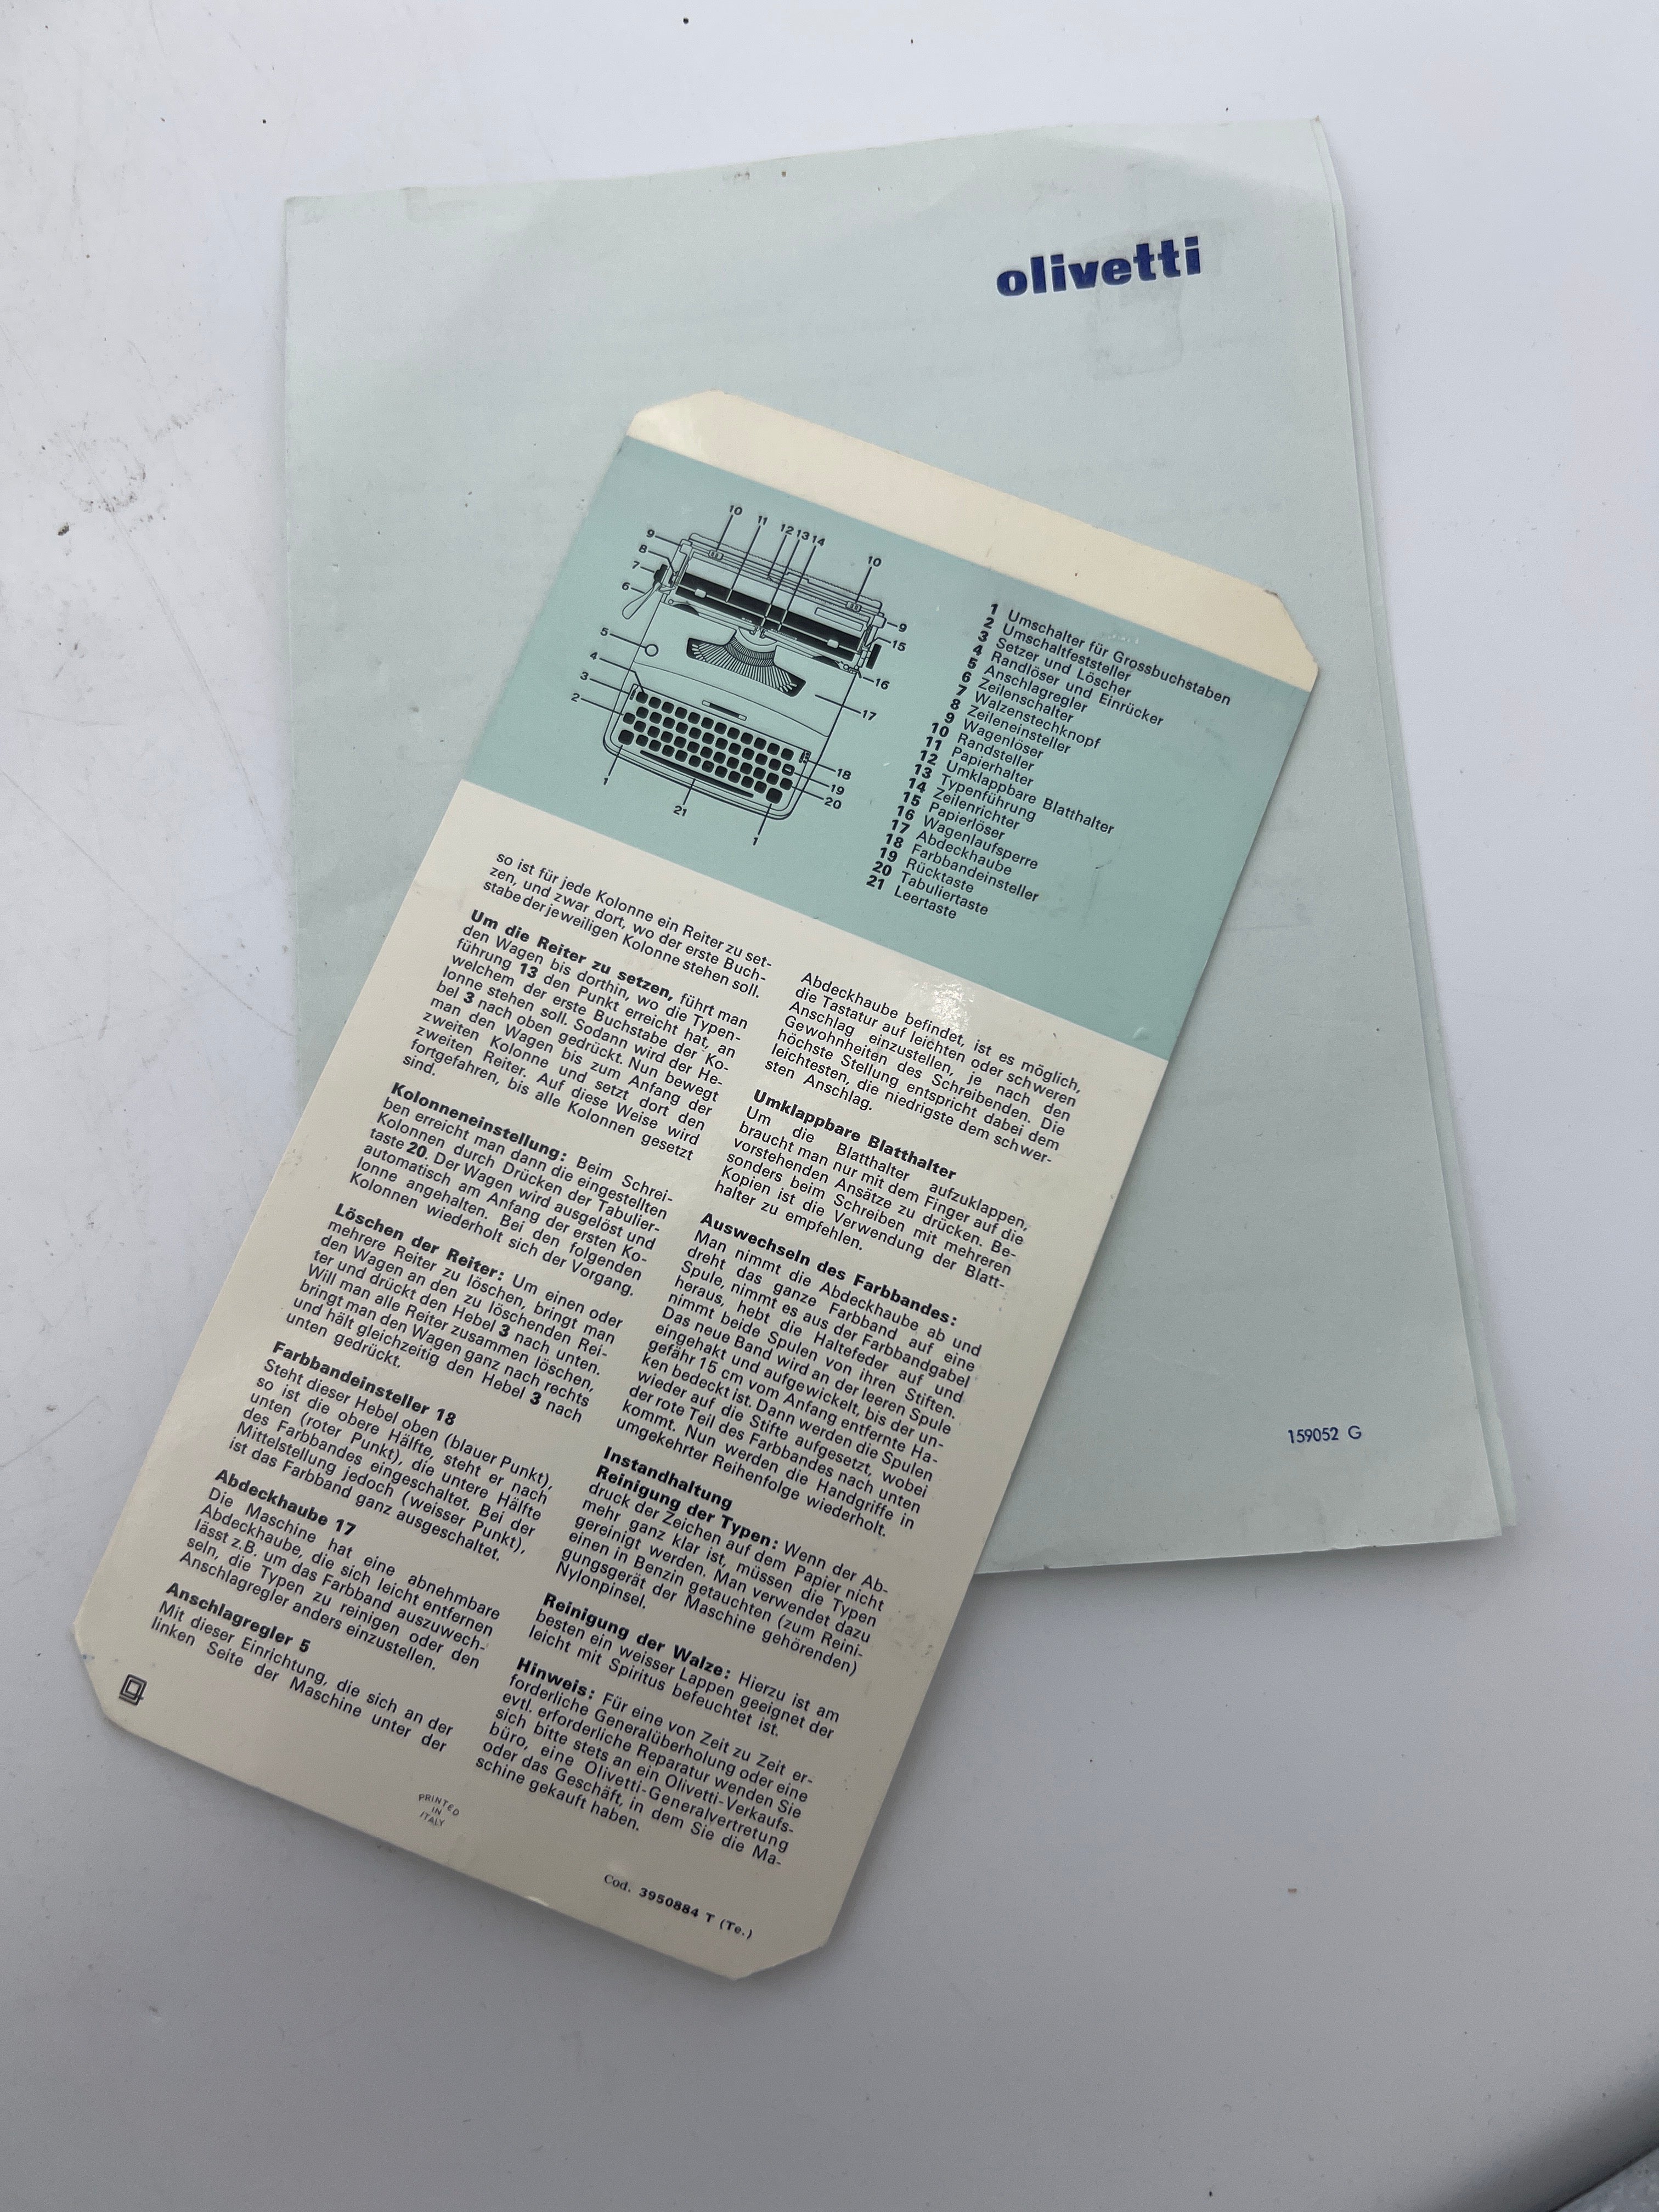 olivetti
10
11
12 13 14
10
9
8
7
6
5
4
3
2
1
21
1
9
15
16
17
18
19
20
1 Umschalter für Grossbuchstaben
2 Umschaltfeststeller
3 Setzer und Löscher
4 Randlöser und Einrücker
5 Anschlagregler
6 Zeilenschalter
7 Walzenstechknopf
8 Zeileneinsteller
9 Wagenlöser
10 Randsteller
11 Papierhalter
12 Umklappbare Blatthalter
13 Typenführung
14 Zeilenrichter
15 Papierlöser
16 Wagenlaufsperre
17 Abdeckhaube
18 Farbbandeinsteller
19 Rücktaste
20 Tabuliertaste
21 Leertaste
so ist für jede Kolonne ein Reiter zu set-
zen, und zwar dort, wo der erste Buch-
stabe der jeweiligen Kolonne stehen soll.
Um die Reiter zu setzen, führt man
den Wagen bis dorthin, wo die Typen-
führung 13 den Punkt erreicht hat, an
welchem der erste Buchstabe der Ko-
lonne stehen soll. Sodann wird der He-
bel 3 nach oben gedrückt. Nun bewegt
man den Wagen bis zum Anfang der
zweiten Kolonne und setzt dort den
zweiten Reiter. Auf diese Weise wird
fortgefahren, bis alle Kolonnen gesetzt
sind.
Kolonneneinstellung: Beim Schrei-
ben erreicht man dann die eingestellten
Kolonnen durch Drücken der Tabulier-
taste 20. Der Wagen wird ausgelöst und
automatisch am Anfang der ersten Ko-
lonne angehalten. Bei den folgenden
Kolonnen wiederholt sich der Vorgang.
Löschen der Reiter: Um einen oder
mehrere Reiter zu löschen, bringt man
den Wagen an den zu löschenden Rei-
ter und drückt den Hebel 3 nach unten.
Will man alle Reiter zusammen löschen,
bringt man den Wagen ganz nach rechts
und hält gleichzeitig den Hebel 3 nach
unten gedrückt.
Farbbandeinsteller 18
Steht dieser Hebel oben (blauer Punkt),
so ist die obere Hälfte, steht er nach
unten (roter Punkt), die untere Hälfte
des Farbbandes eingeschaltet. Bei der
Mittelstellung jedoch (weisser Punkt),
ist das Farbband ganz ausgeschaltet.
Abdeckhaube 17
Die Maschine hat eine abnehmbare
Abdeckhaube, die sich leicht entfernen
lässt z.B. um das Farbband auszuwech-
seln, die Typen zu reinigen oder den
Anschlagregler anders einzustellen.
Anschlagregler 5
Mit dieser Einrichtung, die sich an der
linken Seite der Maschine unter der
Abdeckhaube befindet, ist es möglich,
die Tastatur auf leichten oder schweren
Anschlag einzustellen, je nach den
Gewohnheiten des Schreibenden. Die
höchste Stellung entspricht dabei dem
leichtesten, die niedrigste dem schwer-
sten Anschlag.
Umklappbare Blatthalter
Um die Blatthalter aufzuklappen,
braucht man nur mit dem Finger auf die
vorstehenden Ansätze zu drücken. Be-
sonders beim Schreiben mit mehreren
Kopien ist die Verwendung der Blatt-
halter zu empfehlen.
Auswechseln des Farbbandes:
Man nimmt die Abdeckhaube ab und
dreht das ganze Farbband auf eine
Spule, nimmt es aus der Farbbandgabel
heraus, hebt die Haltefeder auf und
nimmt beide Spulen von ihren Stiften.
Das neue Band wird an der leeren Spule
eingehakt und aufgewickelt, bis der un-
gefähr 15 cm vom Anfang entfernte Ha-
ken bedeckt ist. Dann werden die Spulen
wieder auf die Stifte aufgesetzt, wobei
der rote Teil des Farbbandes nach unten
kommt. Nun werden die Handgriffe in
umgekehrter Reihenfolge wiederholt.
Instandhaltung
Reinigung der Typen: Wenn der Ab-
druck der Zeichen auf dem Papier nicht
mehr ganz klar ist, müssen die Typen
gereinigt werden. Man verwendet dazu
einen in Benzin getauchten (zum Reini-
gungsgerät der Maschine gehörenden)
Nylonpinsel.
Reinigung der Walze: Hierzu ist am
besten ein weisser Lappen geeignet der
leicht mit Spiritus befeuchtet ist.
Hinweis: Für eine von Zeit zu Zeit er-
forderliche Generalüberholung oder eine
evtl. erforderliche Reparatur wenden Sie
sich bitte stets an ein Olivetti-Verkaufs-
büro, eine Olivetti-Generalvertretung
oder das Geschäft, in dem Sie die Ma-
schine gekauft haben.
PRINTED
IN
ITALY
Cod. 3950884 T (Te.)
159052 G